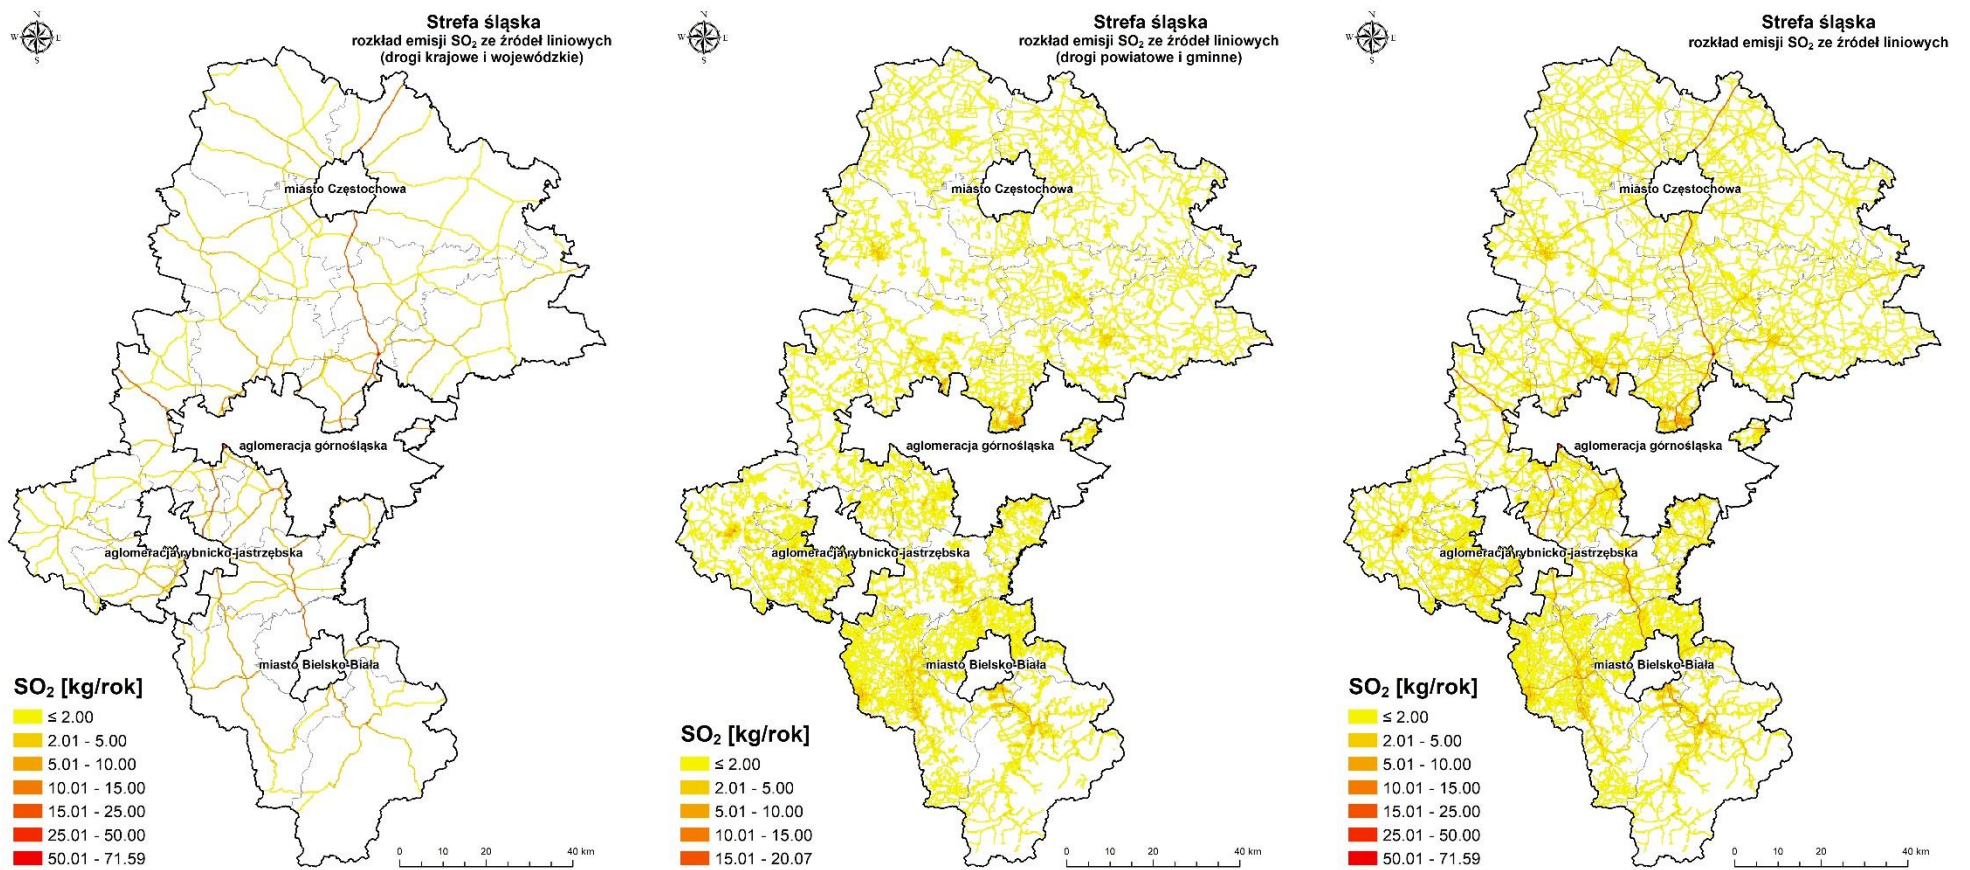 N
W E
S
Strefa śląska
rozkład emisji SO₂ ze źródeł liniowych
(drogi krajowe i wojewódzkie)
miasto Częstochowa
aglomeracja górnośląska
aglomeracja rybnicko-jastrzębska
miasto Bielsko-Biała
SO₂ [kg/rok]
≤ 2.00
2.01 - 5.00
5.01 - 10.00
10.01 - 15.00
15.01 - 25.00
25.01 - 50.00
50.01 - 71.59
0 10 20 40 km
N
W E
S
Strefa śląska
rozkład emisji SO₂ ze źródeł liniowych
(drogi powiatowe i gminne)
miasto Częstochowa
aglomeracja górnośląska
aglomeracja rybnicko-jastrzębska
miasto Bielsko-Biała
SO₂ [kg/rok]
≤ 2.00
2.01 - 5.00
5.01 - 10.00
10.01 - 15.00
15.01 - 20.07
0 10 20 40 km
N
W E
S
Strefa śląska
rozkład emisji SO₂ ze źródeł liniowych
miasto Częstochowa
aglomeracja górnośląska
aglomeracja rybnicko-jastrzębska
miasto Bielsko-Biała
SO₂ [kg/rok]
≤ 2.00
2.01 - 5.00
5.01 - 10.00
10.01 - 15.00
15.01 - 25.00
25.01 - 50.00
50.01 - 71.59
0 10 20 40 km